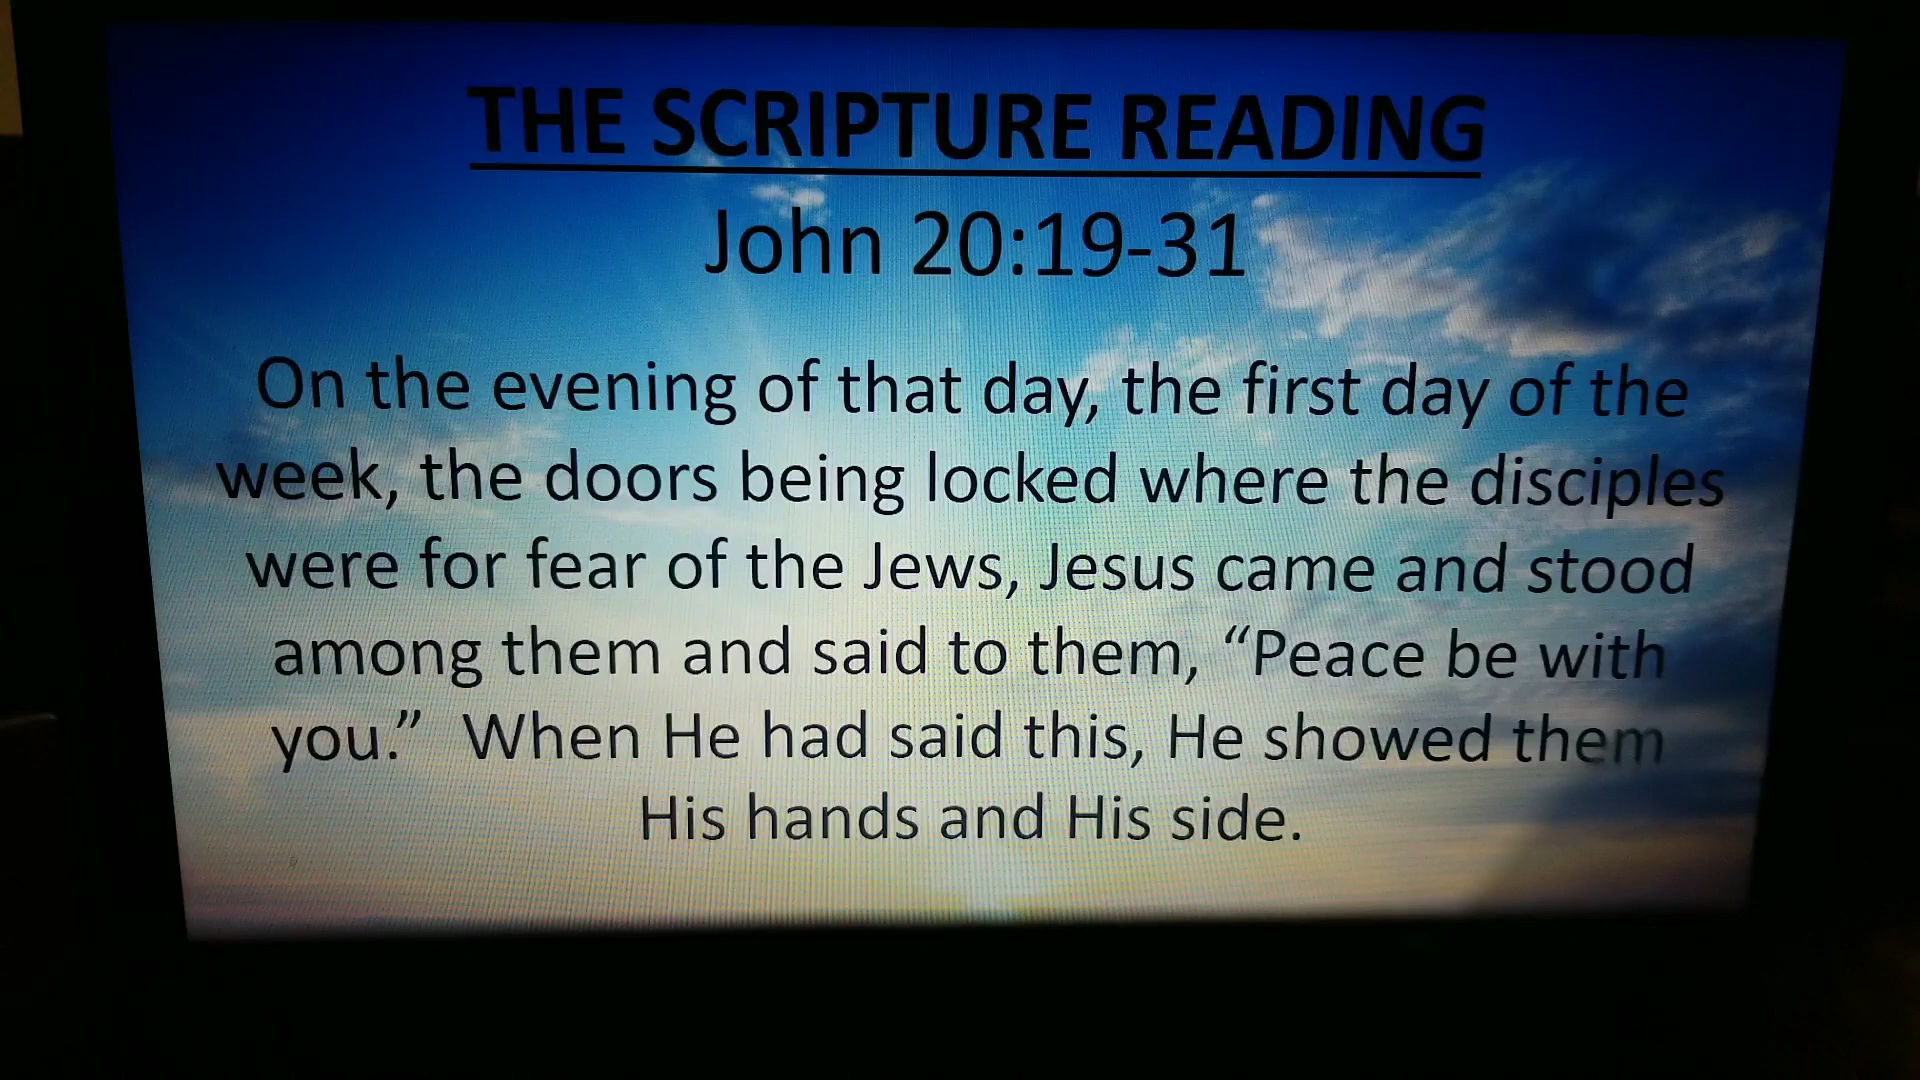 THE SCRIPTURE READING
John 20:19-31
On the evening of that day, the first day of the
week, the doors being locked where the disciples
were for fear of the Jews, Jesus came and stood
among them and said to them, “Peace be with
you.”  When He had said this, He showed them
His hands and His side.